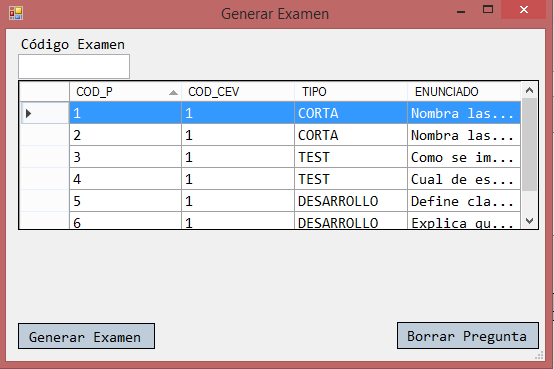 Generar Examen
Código Examen
COD_P COD_CEV TIPO ENUNCIADO
1 1 CORTA Nombra las...
2 1 CORTA Nombra las...
3 1 TEST Como se im...
4 1 TEST Cual de es...
5 1 DESARROLLO Define cla...
6 1 DESARROLLO Explica qu...
Generar Examen Borrar Pregunta